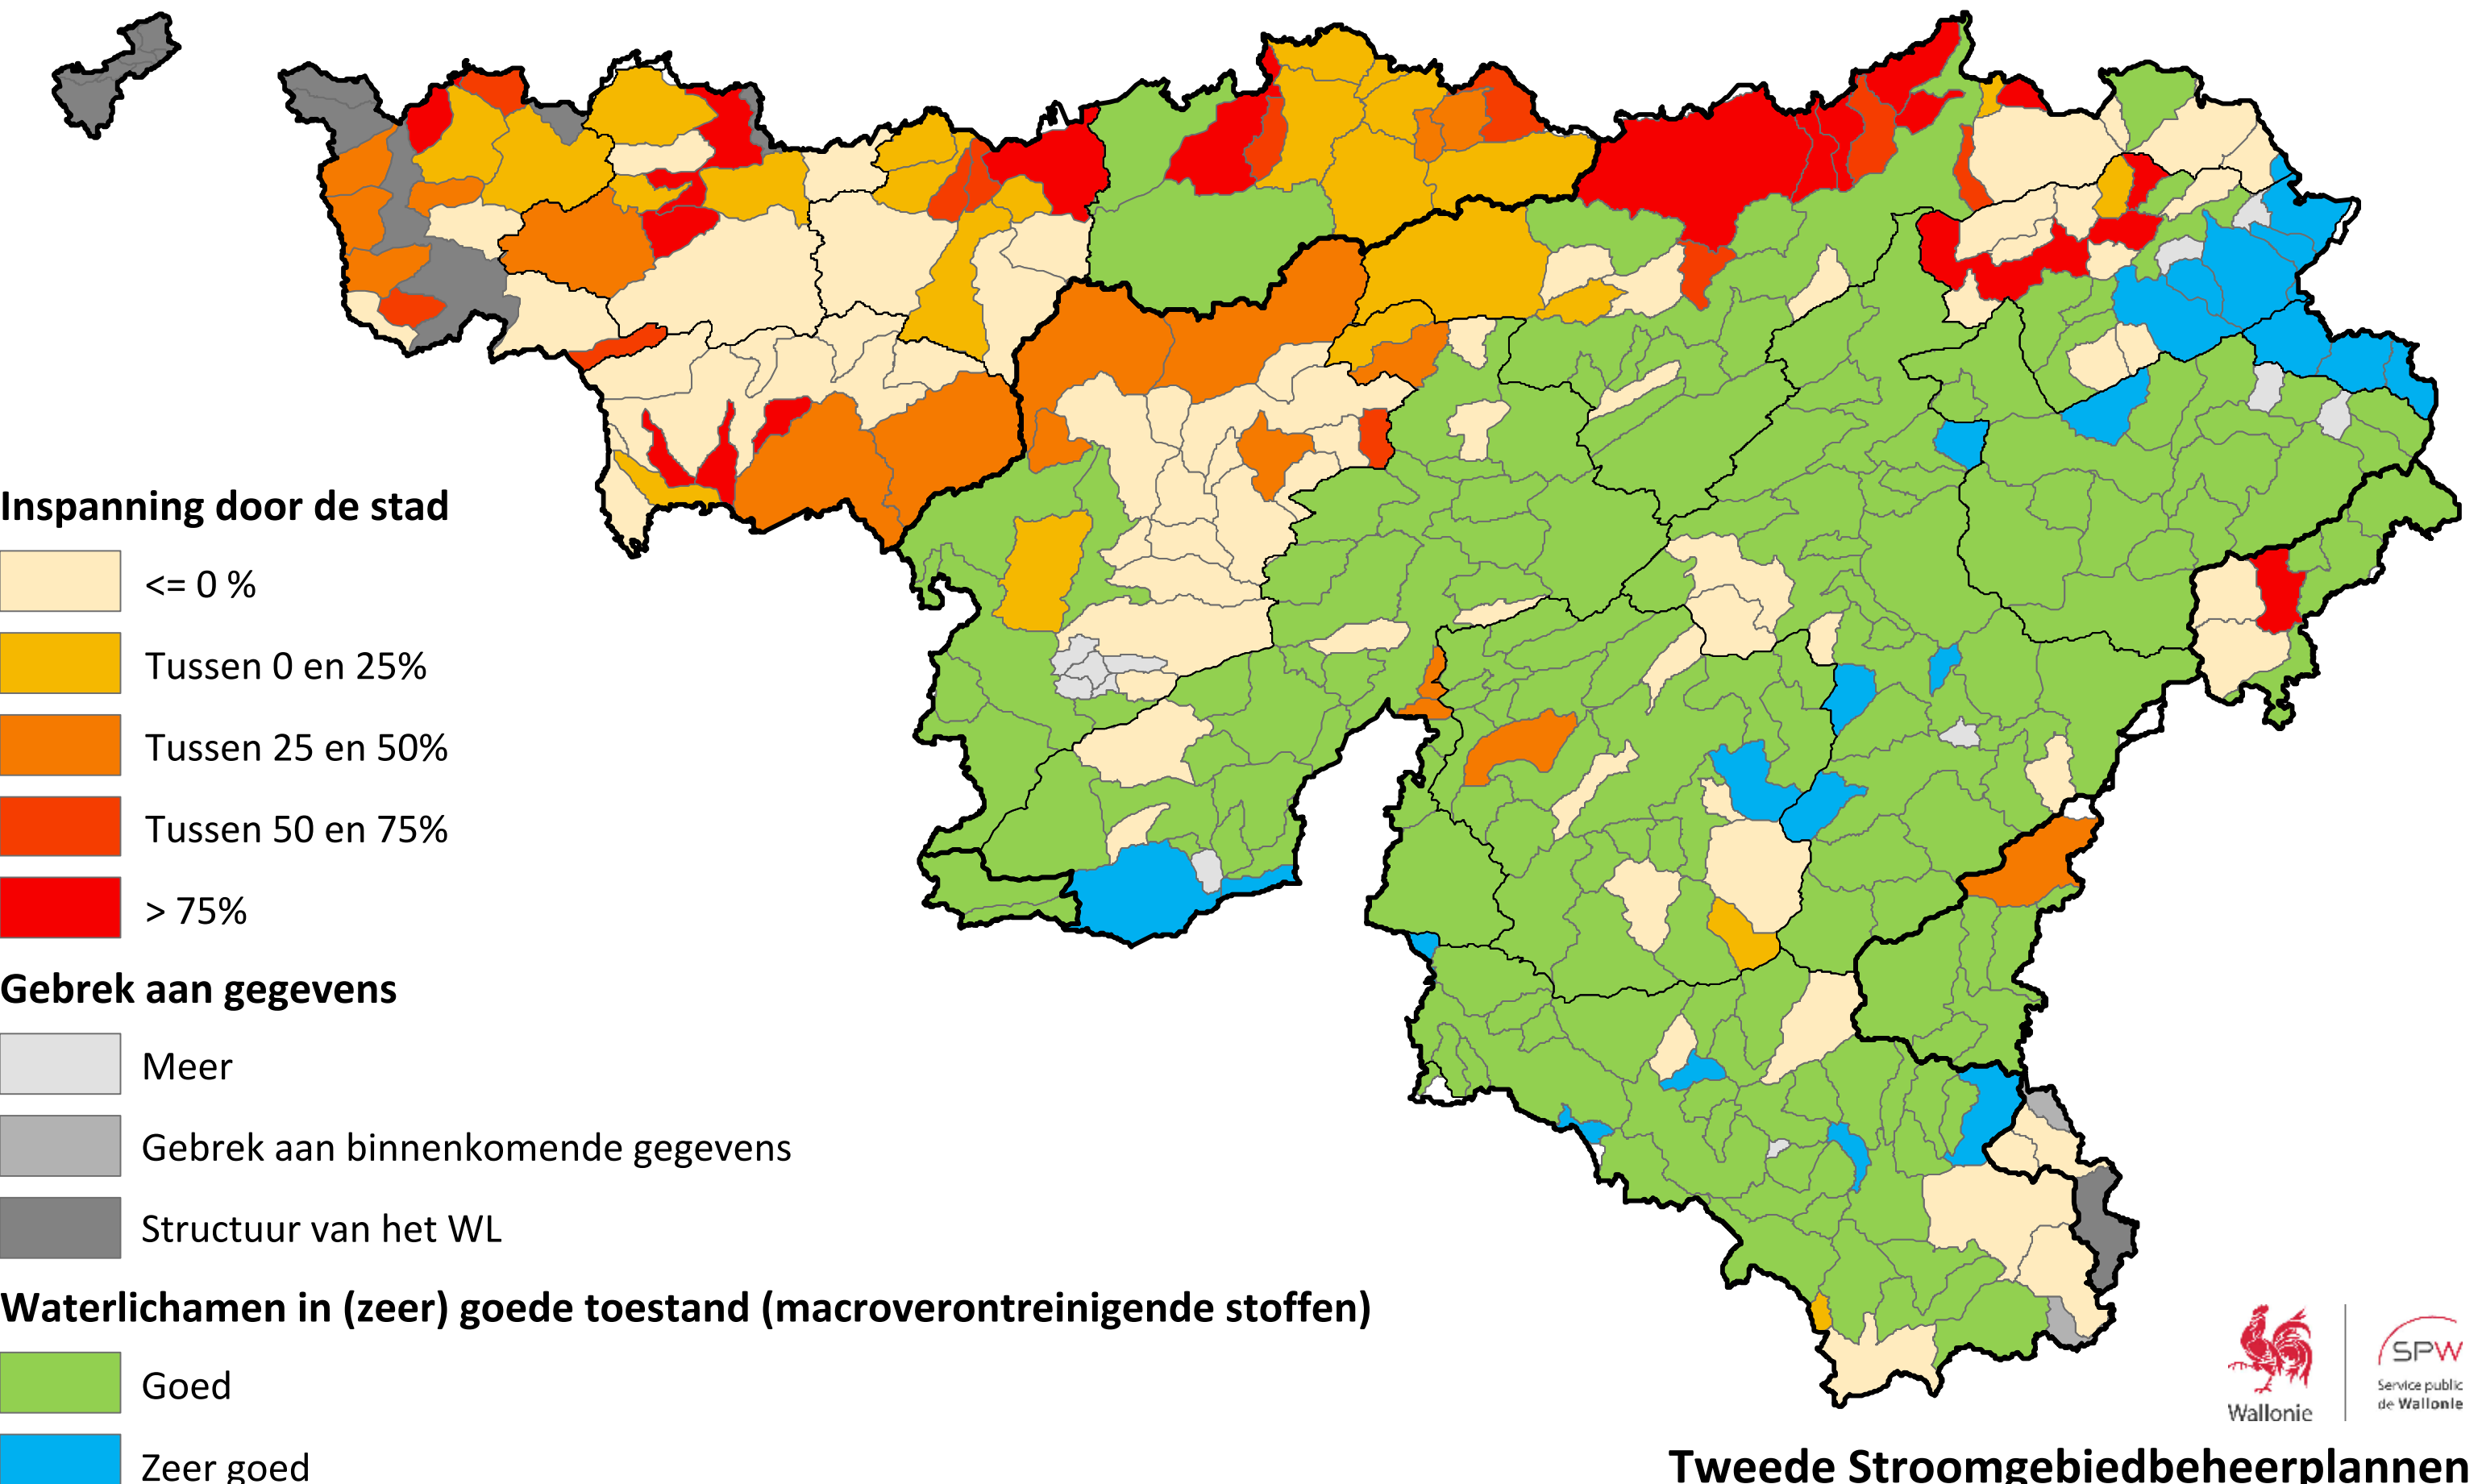 Inspanning door de stad
<= 0 %
Tussen 0 en 25%
Tussen 25 en 50%
Tussen 50 en 75%
> 75%
Gebrek aan gegevens
Meer
Gebrek aan binnenkomende gegevens
Structuur van het WL
Waterlichamen in (zeer) goede toestand (macroverontreinigende stoffen)
Goed
Zeer goed
Wallonie
SPW
Service public
de Wallonie
Tweede Stroomgebiedbeheerplannen